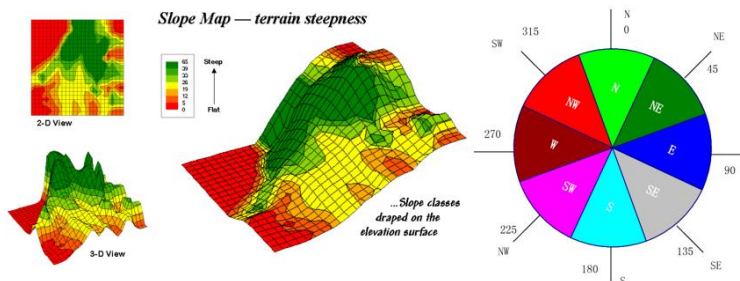 Slope Map — terrain steepness
2-D View
65
52
39
33
26
19
12
5
0
Steep
Flat
3-D View
...Slope classes
draped on the
elevation surface
N
0
NE
45
E
90
135
SE
180
S
225
NW
270
315
SW
N
NE
E
SE
S
SW
W
NW